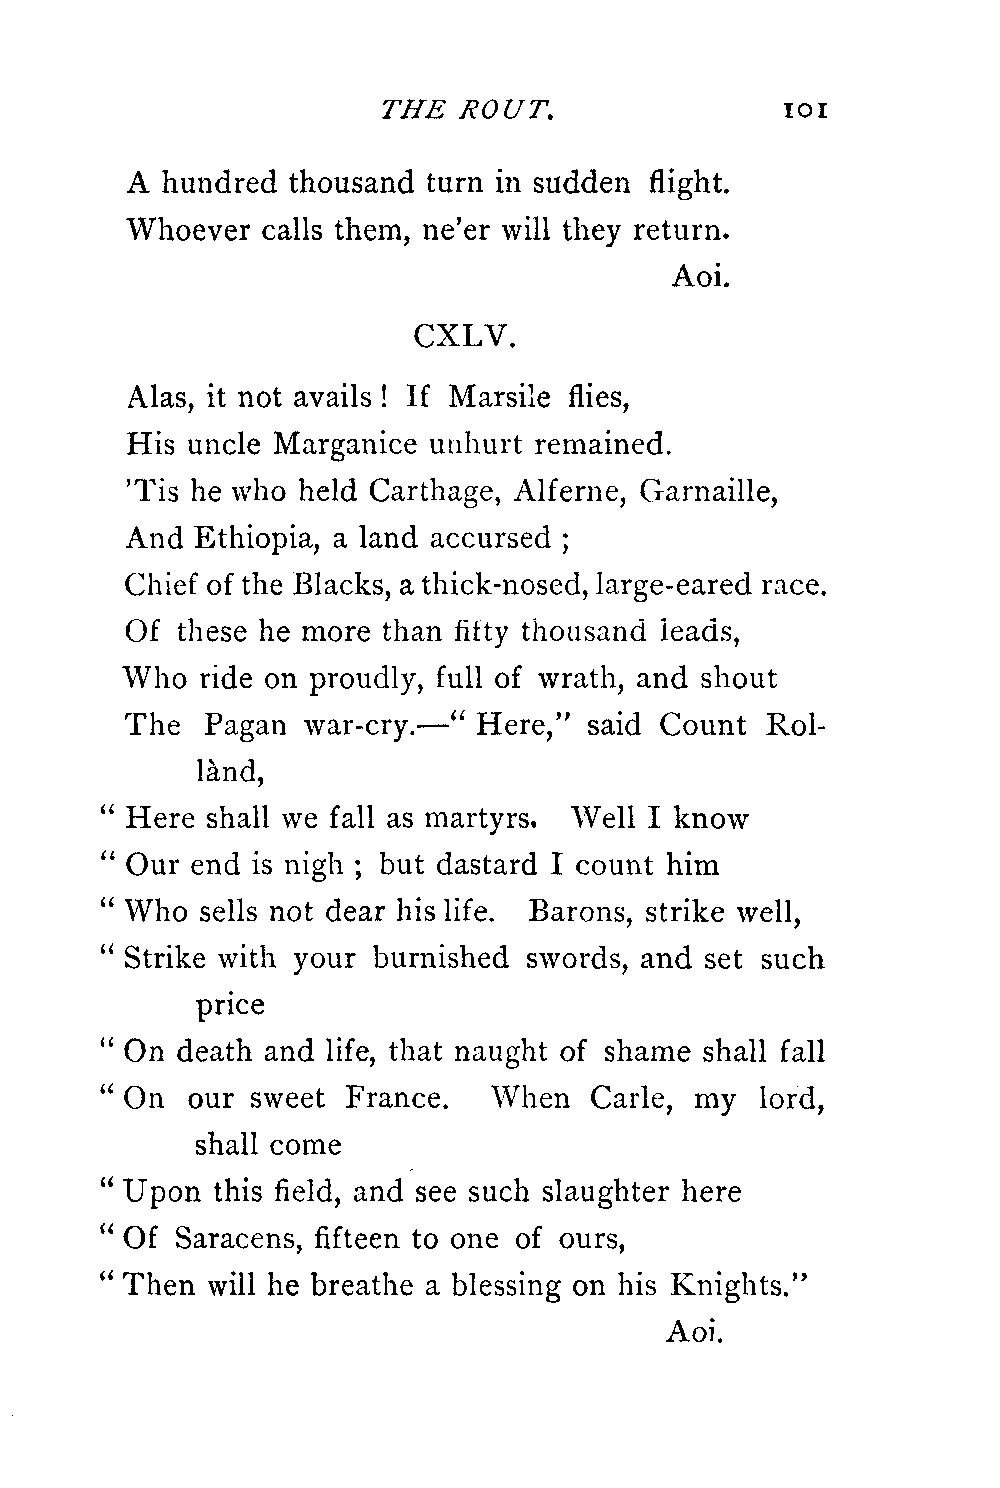 THE ROUT. 101
A hundred thousand turn in sudden flight.
Whoever calls them, ne'er will they return.
Aoi.
CXLV.
Alas, it not avails ! If Marsile flies,
His uncle Marganice unhurt remained.
'Tis he who held Carthage, Alferne, Garnaille,
And Ethiopia, a land accursed ;
Chief of the Blacks, a thick-nosed, large-eared race.
Of these he more than fifty thousand leads,
Who ride on proudly, full of wrath, and shout
The Pagan war-cry.—“ Here,” said Count Rol-
lànd,
“ Here shall we fall as martyrs. Well I know
“ Our end is nigh ; but dastard I count him
“ Who sells not dear his life. Barons, strike well,
“ Strike with your burnished swords, and set such
price
“ On death and life, that naught of shame shall fall
“ On our sweet France. When Carle, my lord,
shall come
“ Upon this field, and see such slaughter here
“ Of Saracens, fifteen to one of ours,
“ Then will he breathe a blessing on his Knights.”
Aoi.